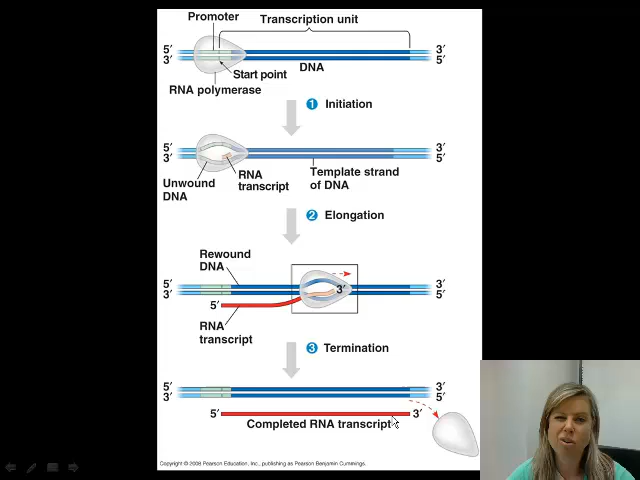 Promoter
Transcription unit
5′
3′
3′
5′
DNA
Start point
RNA polymerase
1 Initiation
5′
3′
3′
5′
Unwound
DNA
RNA
transcript
Template strand
of DNA
2 Elongation
Rewound
DNA
5′
3′
3′
5′
3′
5′
RNA
transcript
3 Termination
5′
3′
3′
5′
5′
3′
Completed RNA transcript
Copyright © 2008 Pearson Education, Inc., publishing as Pearson Benjamin Cummings.